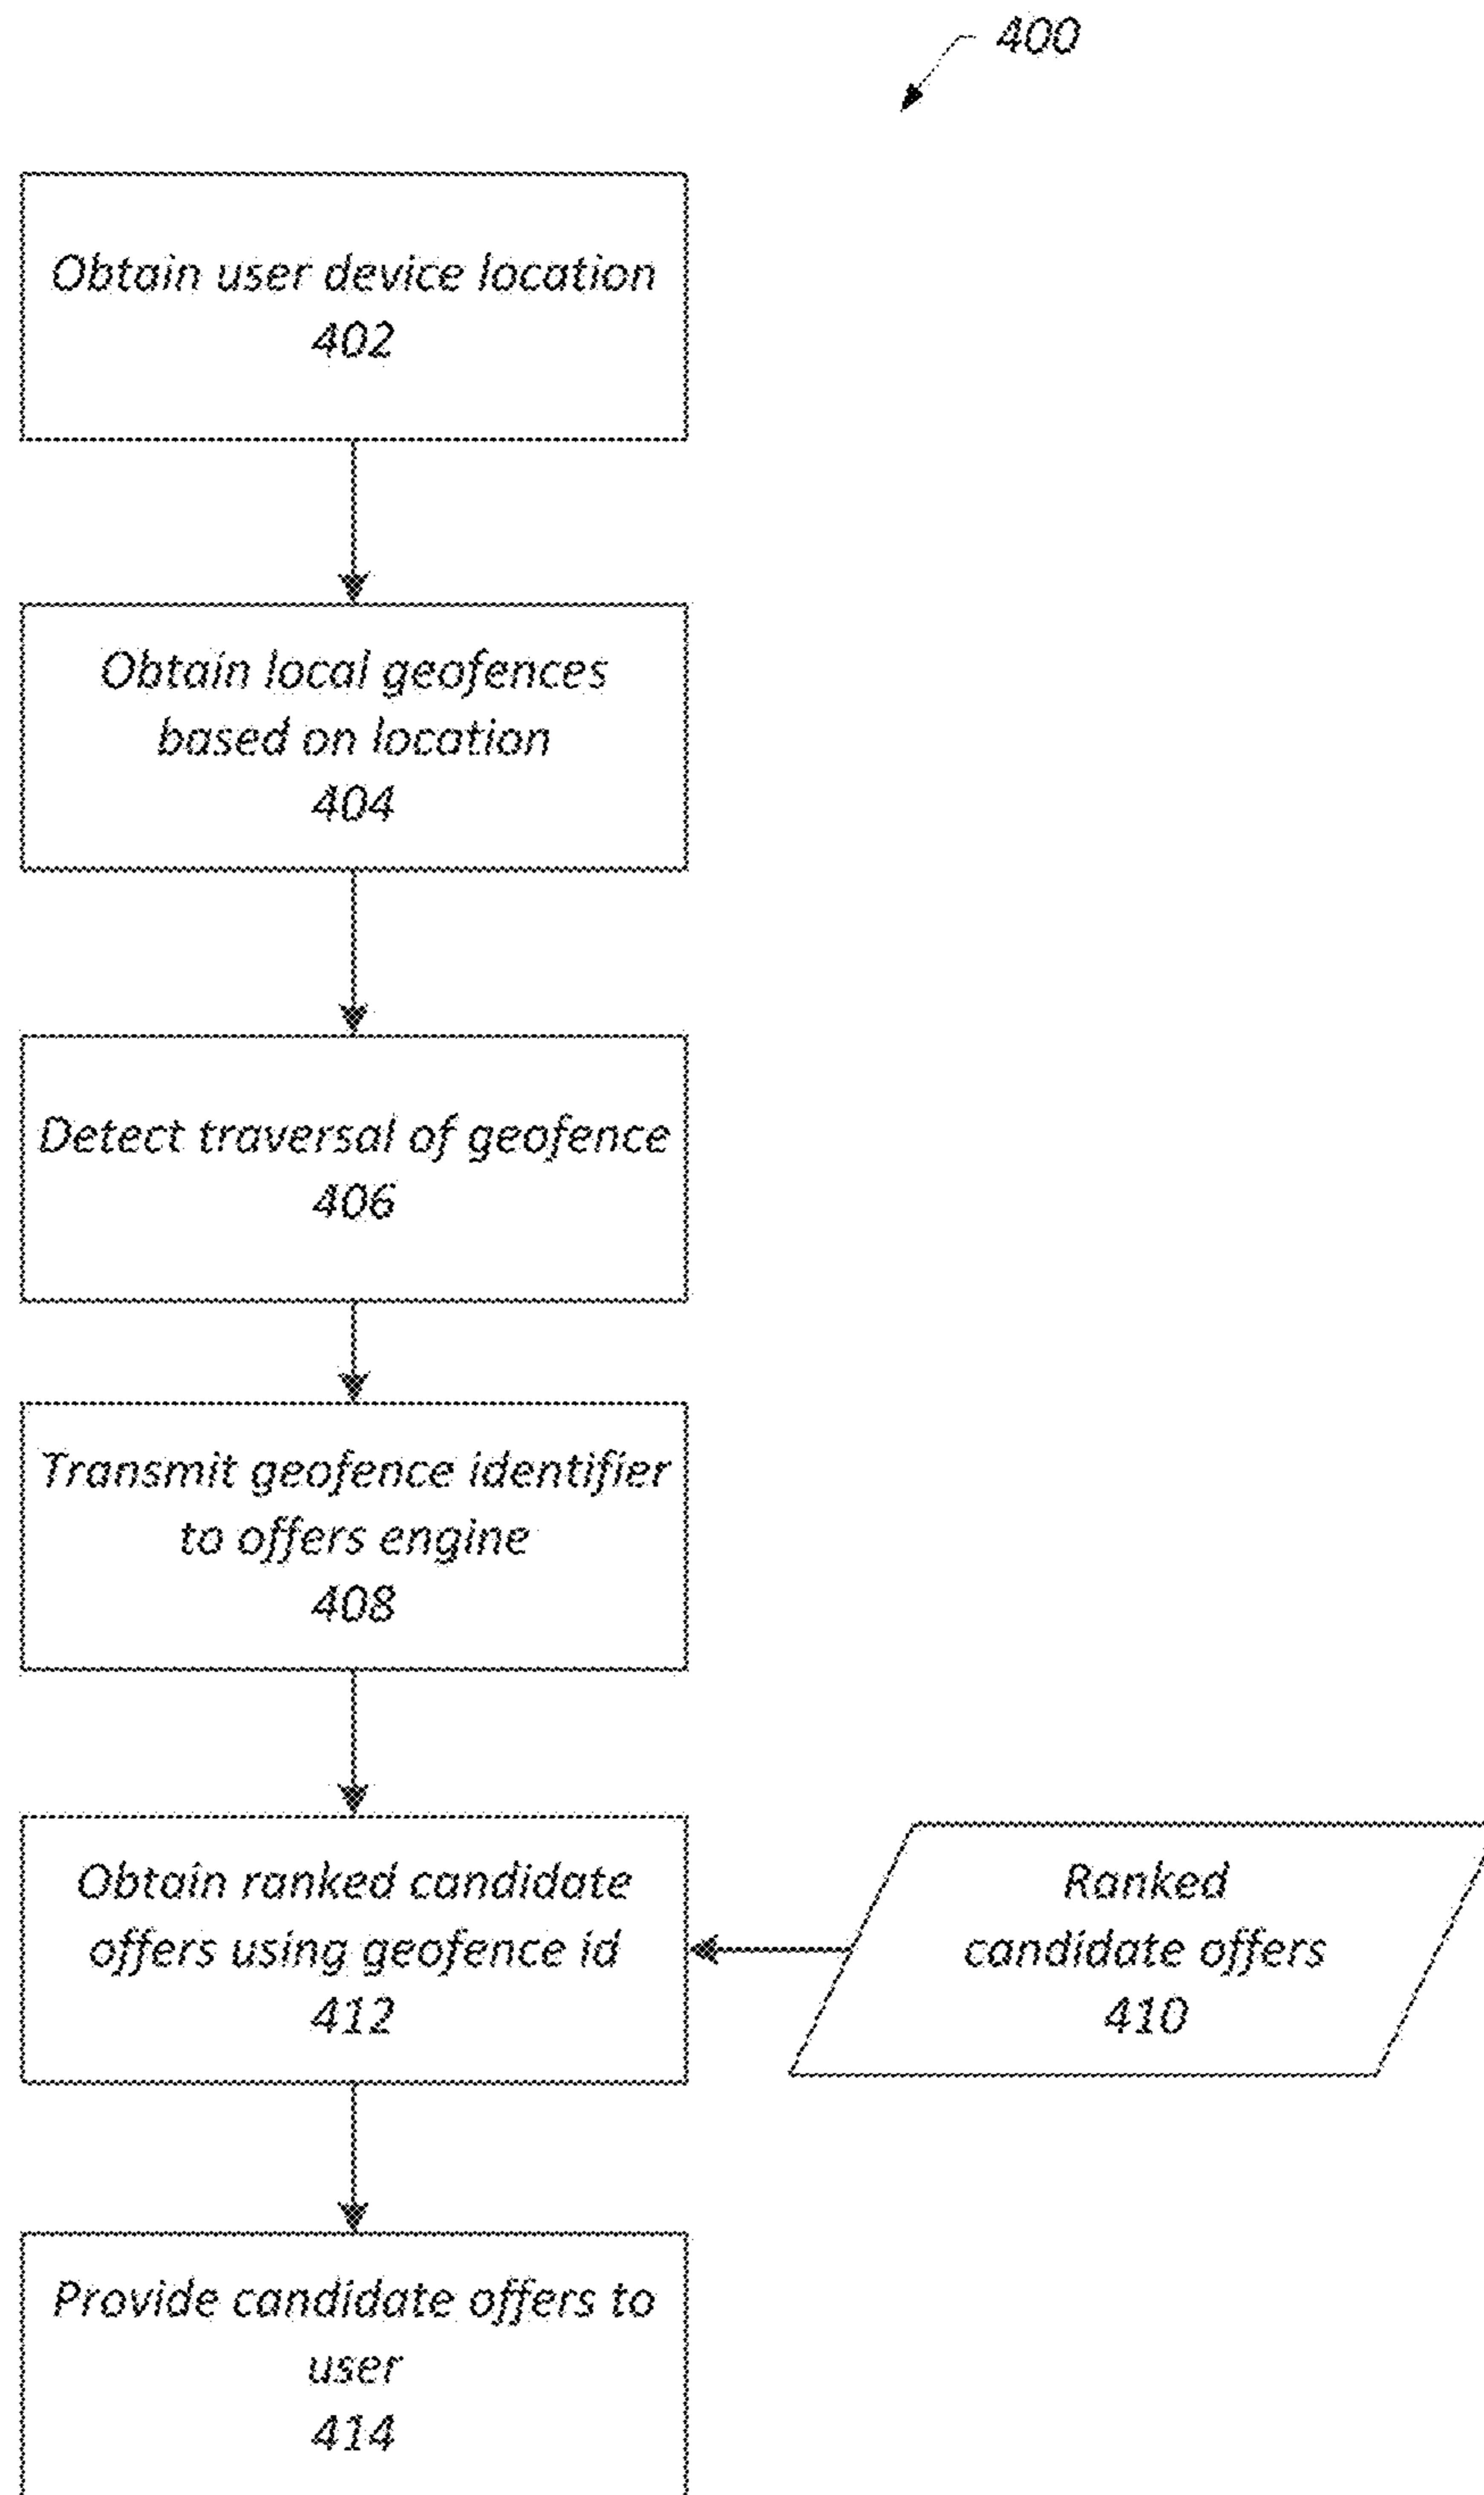 400
Obtain user device location
402
Obtain local geofences
based on location
404
Detect traversal of geofence
406
Transmit geofence identifier
to offers engine
408
Obtain ranked candidate
offers using geofence id
412
Ranked
candidate offers
410
Provide candidate offers to
user
414